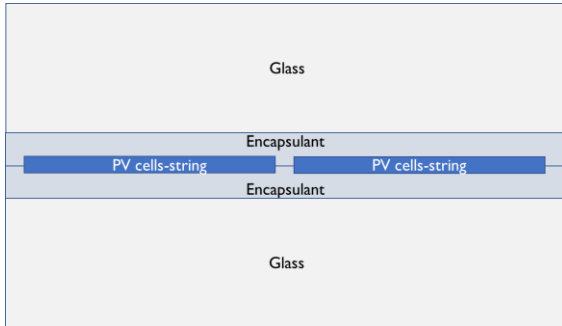 Glass
Encapsulant
PV cells-string
PV cells-string
Encapsulant
Glass